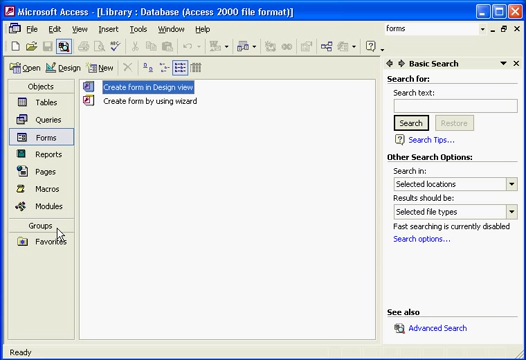 Microsoft Access - [Library : Database (Access 2000 file format)]
File Edit View Insert Tools Window Help
forms
Open Design New
Objects
Tables
Queries
Forms
Reports
Pages
Macros
Modules
Groups
Favorites
Create form in Design view
Create form by using wizard
Basic Search
Search for:
Search text:
Search Restore
Search Tips...
Other Search Options:
Search in:
Selected locations
Results should be:
Selected file types
Fast searching is currently disabled
Search options...
See also
Advanced Search
Ready